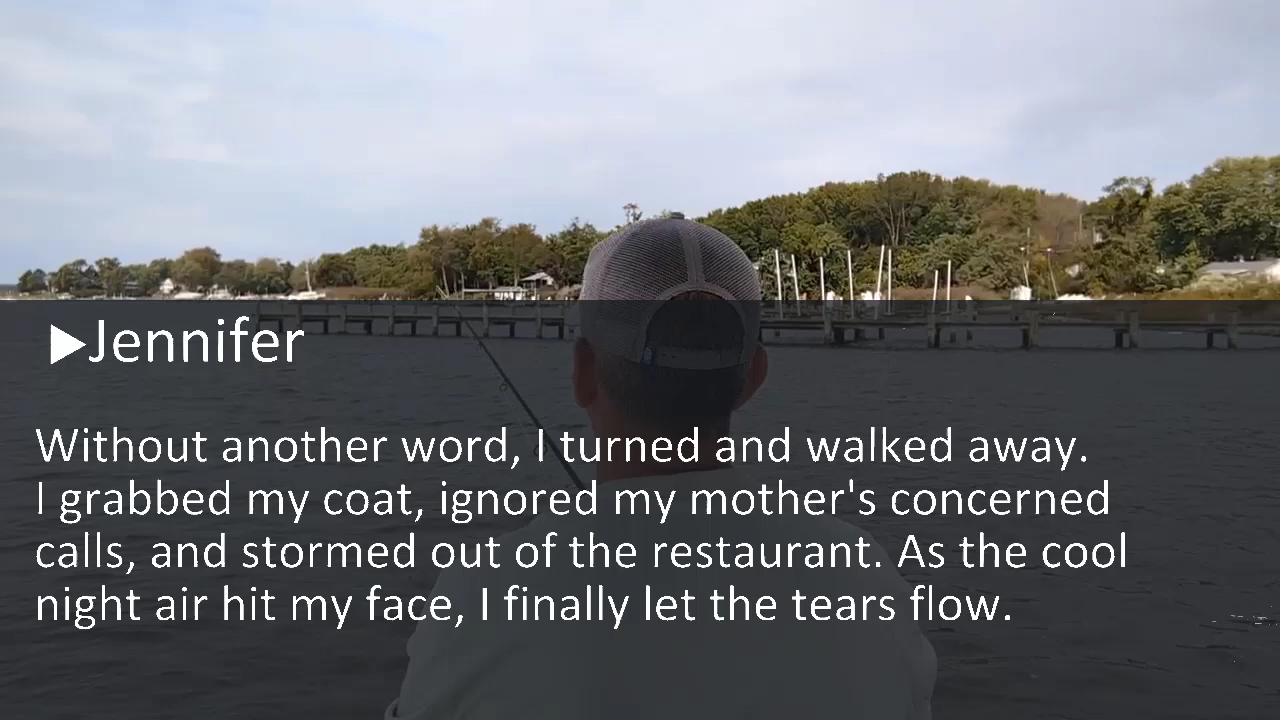 ▶Jennifer
Without another word, I turned and walked away.
I grabbed my coat, ignored my mother's concerned
calls, and stormed out of the restaurant. As the cool
night air hit my face, I finally let the tears flow.